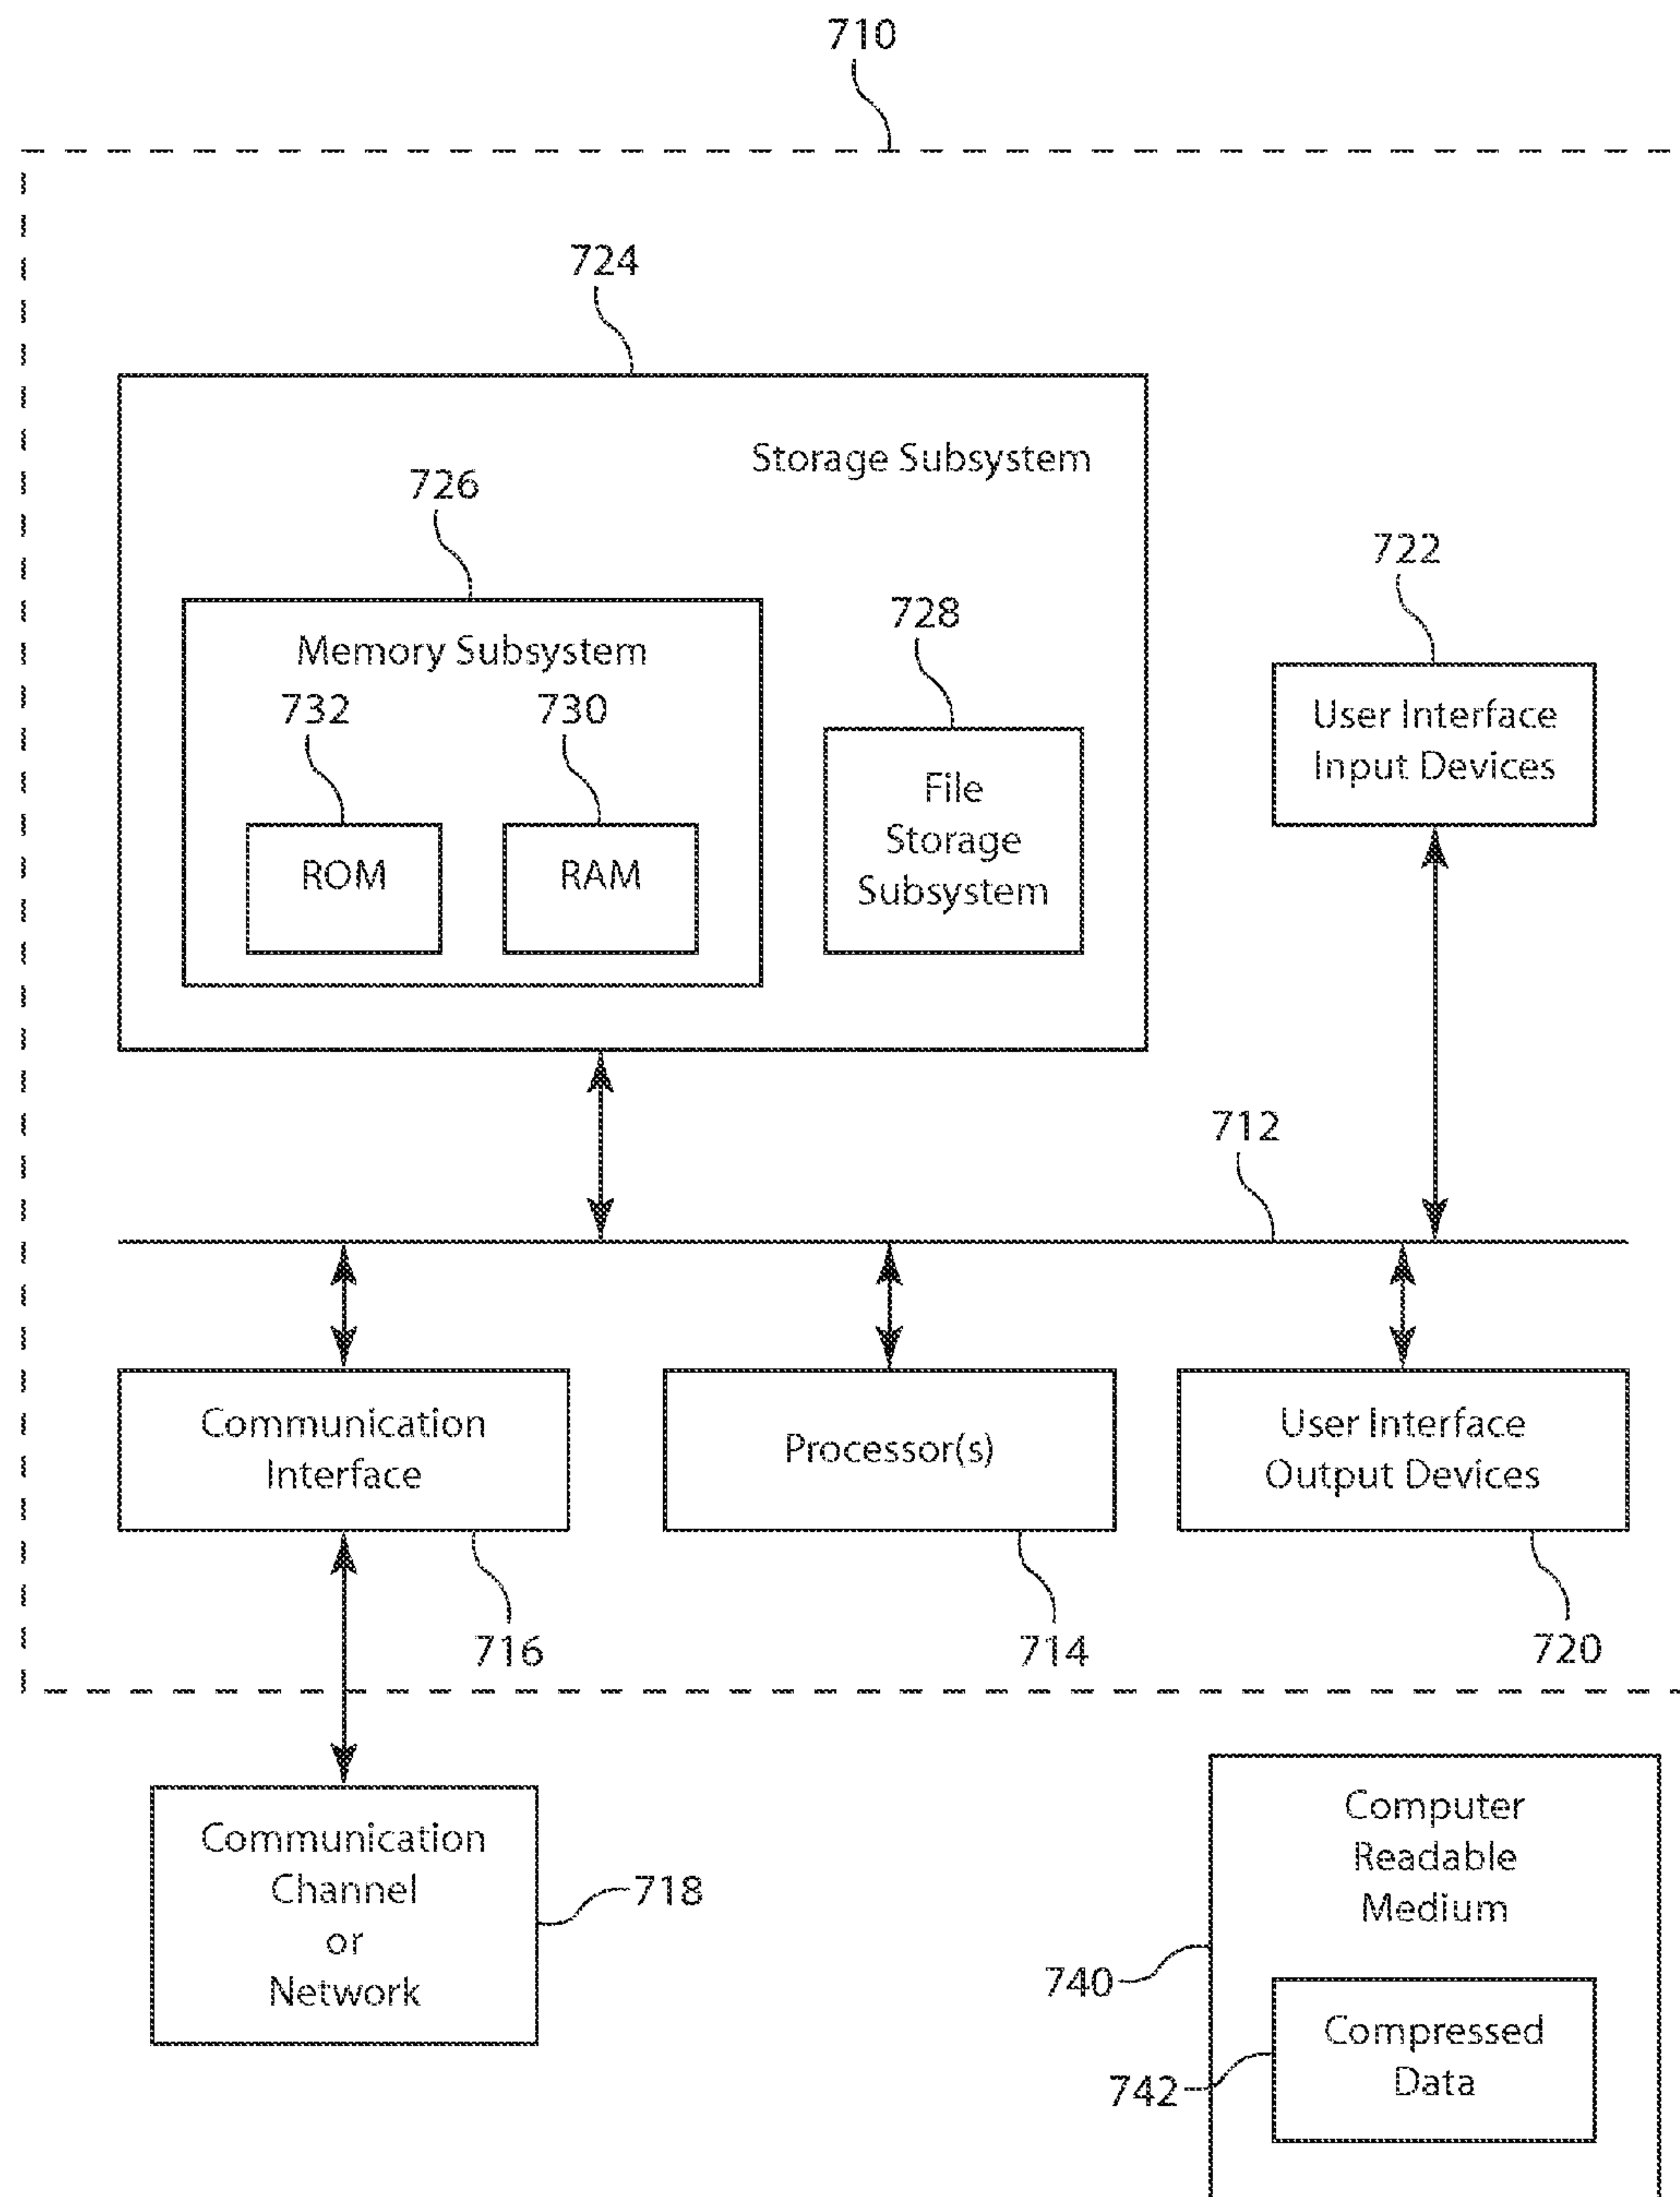 710
724
Storage Subsystem
726
722
728
Memory Subsystem
732
730
User Interface
Input Devices
File
Storage
Subsystem
ROM
RAM
712
Communication
Interface
Processor(s)
User Interface
Output Devices
716
714
720
Communication
Channel
or
Network
718
Computer
Readable
Medium
740
Compressed
Data
742